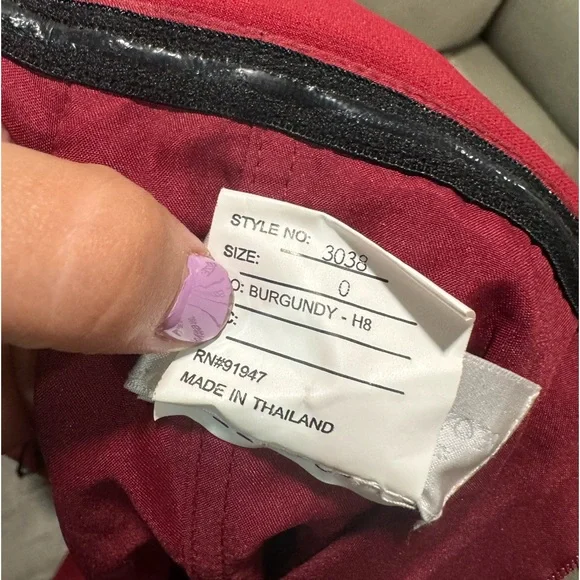 STYLE NO: 3038
SIZE: 0
O: BURGUNDY - H8
C:
RN#91947
MADE IN THAILAND